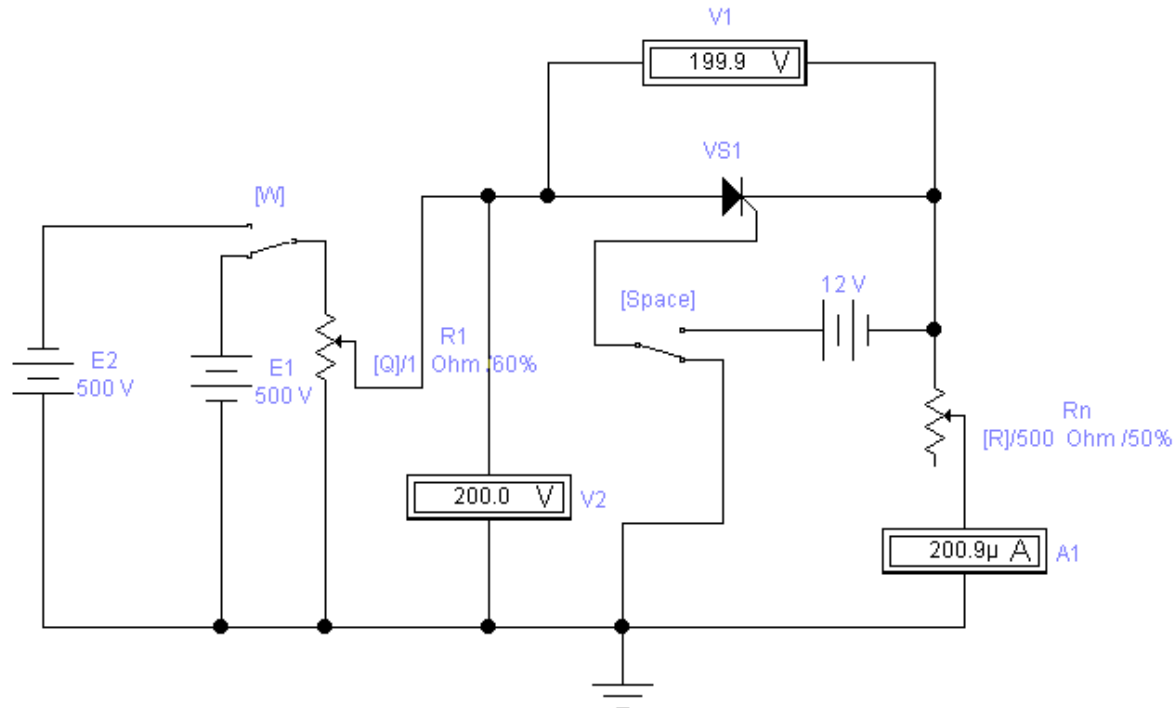 V1
199.9 V
VS1
[W]
[Space]
12 V
E2
500 V
E1
500 V
R1
[Q]/1 Ohm /60%
Rn
[R]/500 Ohm /50%
200.0 V
V2
200.9µ A
A1